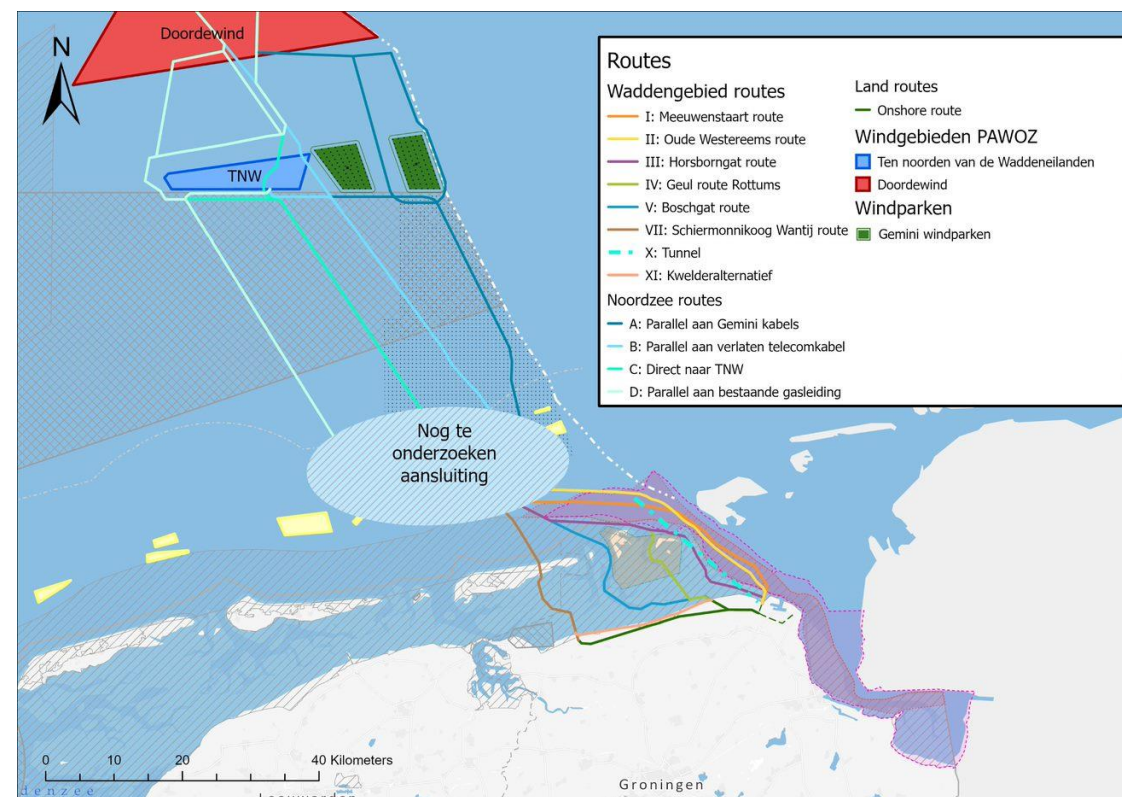 Doordewind
N
TNW
Nog te
onderzoeken
aansluiting
0 10 20 40 Kilometers
denzee
Groningen
Routes
Waddengebied routes
I: Meeuwenstaart route
II: Oude Westereems route
III: Horsborngat route
IV: Geul route Rottums
V: Boschgat route
VII: Schiermonnikoog Wantij route
X: Tunnel
XI: Kwelderalternatief
Noordzee routes
A: Parallel aan Gemini kabels
B: Parallel aan verlaten telecomkabel
C: Direct naar TNW
D: Parallel aan bestaande gasleiding
Land routes
Onshore route
Windgebieden PAWOZ
Ten noorden van de Waddeneilanden
Doordewind
Windparken
Gemini windparken